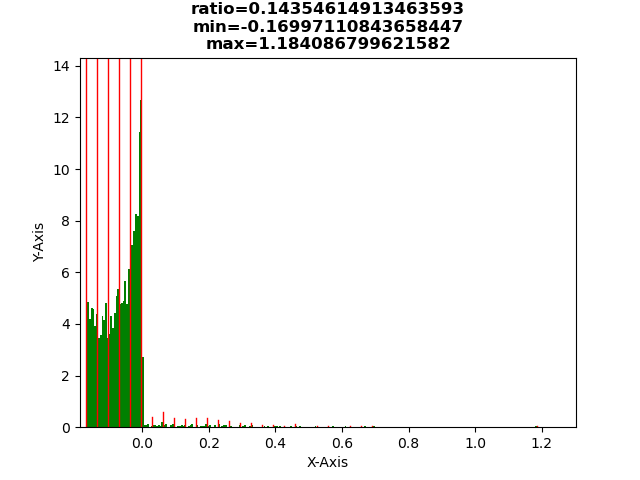 ratio=0.14354614913463593
min=-0.16997110843658447
max=1.184086799621582
14
12
10
8
6
4
2
0
Y-Axis
0.0 0.2 0.4 0.6 0.8 1.0 1.2
X-Axis